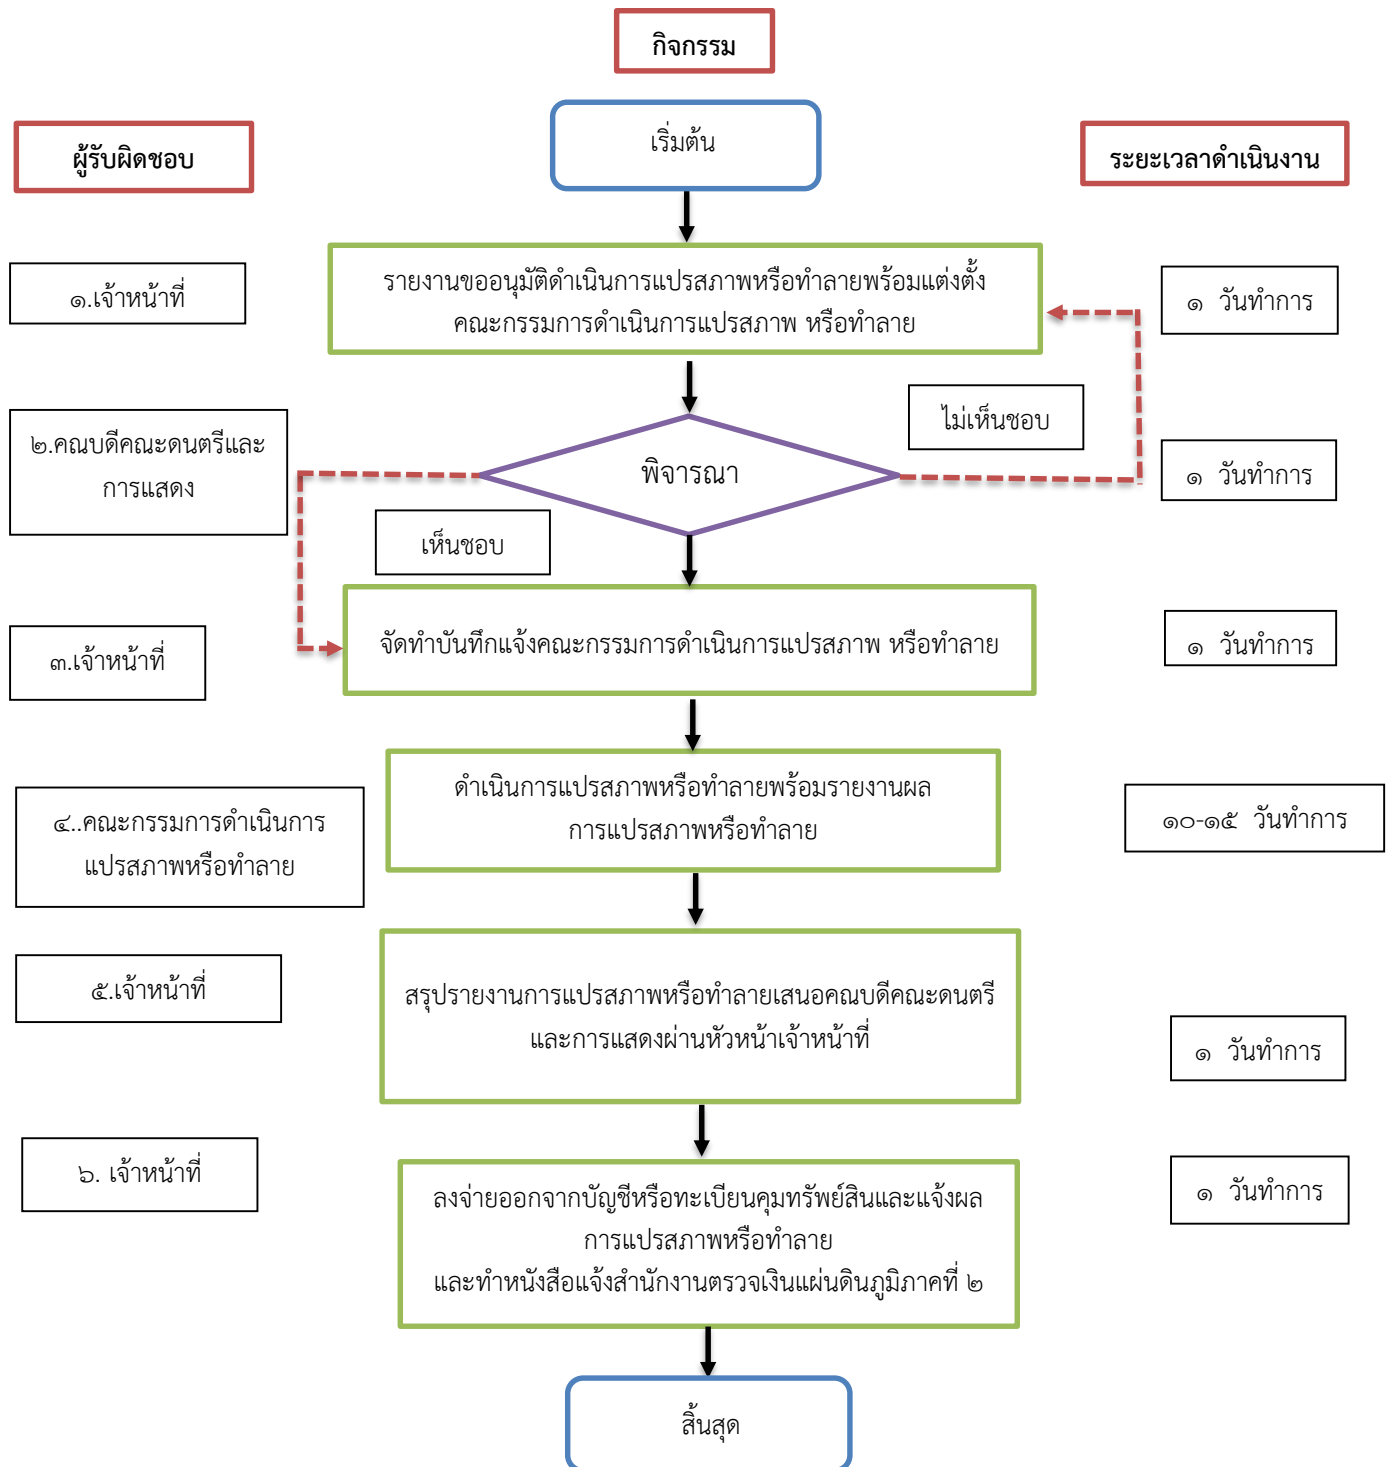 กิจกรรม
เริ่มต้น
ผู้รับผิดชอบ
ระยะเวลาดำเนินงาน
๑.เจ้าหน้าที่
รายงานขออนุมัติดำเนินการแปรสภาพหรือทำลายพร้อมแต่งตั้ง
คณะกรรมการดำเนินการแปรสภาพ หรือทำลาย
๑ วันทำการ
ไม่เห็นชอบ
๒.คณบดีคณะดนตรีและ
การแสดง
พิจารณา
๑ วันทำการ
เห็นชอบ
๓.เจ้าหน้าที่
จัดทำบันทึกแจ้งคณะกรรมการดำเนินการแปรสภาพ หรือทำลาย
๑ วันทำการ
๔..คณะกรรมการดำเนินการ
แปรสภาพหรือทำลาย
ดำเนินการแปรสภาพหรือทำลายพร้อมรายงานผล
การแปรสภาพหรือทำลาย
๑๐-๑๕ วันทำการ
๕.เจ้าหน้าที่
สรุปรายงานการแปรสภาพหรือทำลายเสนอคณบดีคณะดนตรี
และการแสดงผ่านหัวหน้าเจ้าหน้าที่
๑ วันทำการ
๖. เจ้าหน้าที่
ลงจ่ายออกจากบัญชีหรือทะเบียนคุมทรัพย์สินและแจ้งผล
การแปรสภาพหรือทำลาย
และทำหนังสือแจ้งสำนักงานตรวจเงินแผ่นดินภูมิภาคที่ ๒
๑ วันทำการ
สิ้นสุด